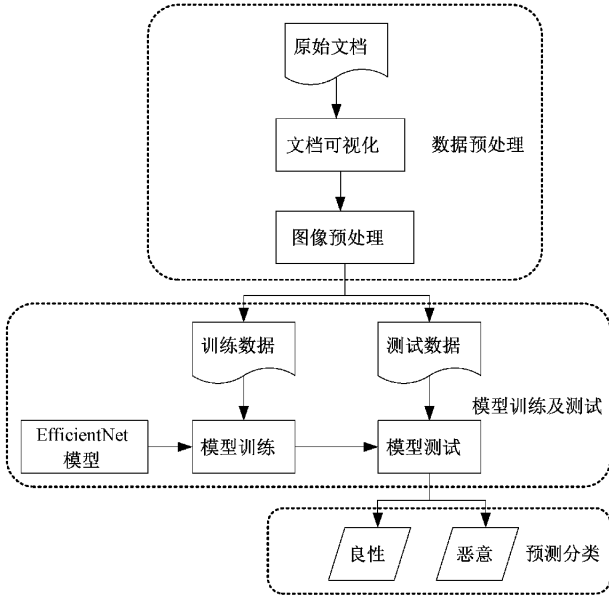 原始文档
文档可视化
数据预处理
图像预处理
训练数据
测试数据
模型训练及测试
EfficientNet
模型
模型训练
模型测试
良性
恶意
预测分类